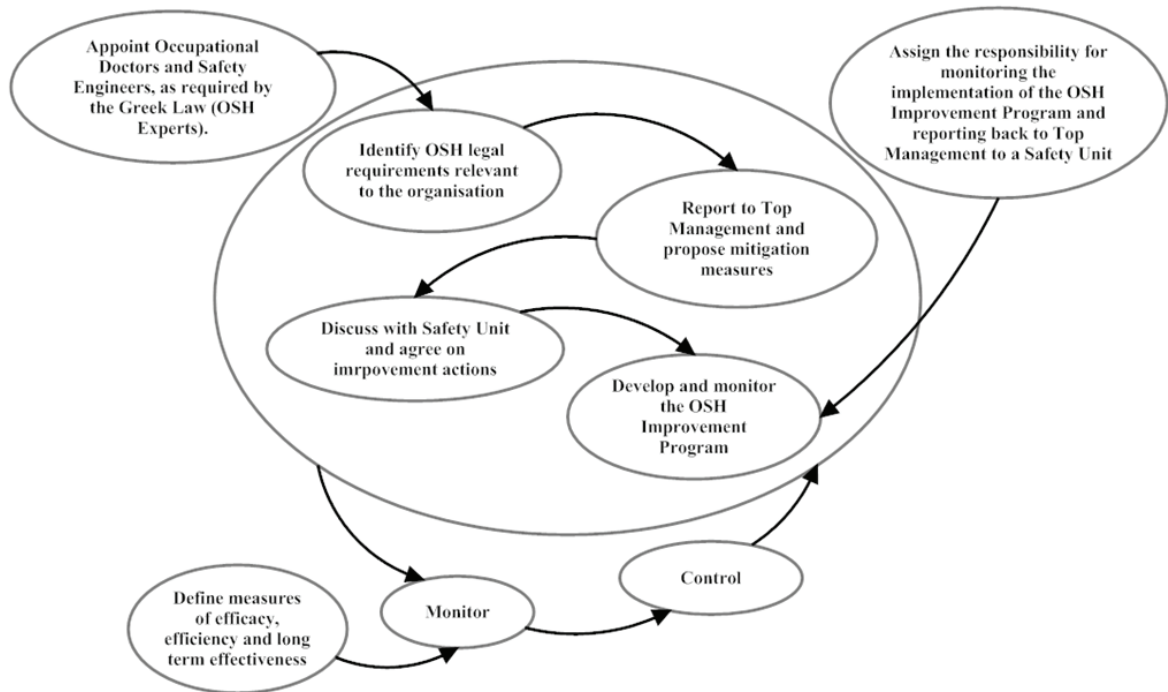 Appoint Occupational
Doctors and Safety
Engineers, as required by
the Greek Law (OSH
Experts).
Assign the responsibility for
monitoring the
implementation of the OSH
Improvement Program and
reporting back to Top
Management to a Safety Unit
Identify OSH legal
requirements relevant
to the organisation
Report to Top
Management and
propose mitigation
measures
Discuss with Safety Unit
and agree on
imrpovement actions
Develop and monitor
the OSH
Improvement
Program
Control
Monitor
Define measures
of efficacy,
efficiency and long
term effectiveness